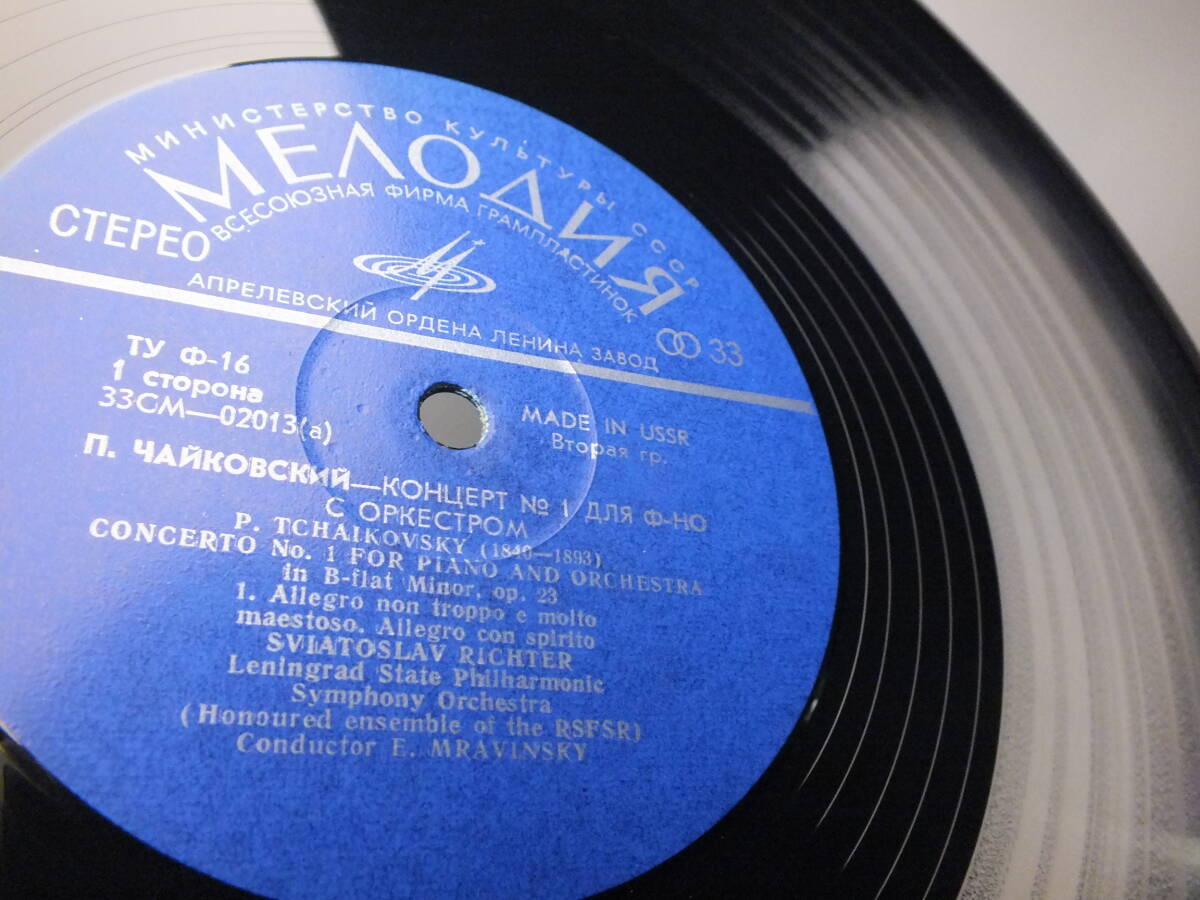 МИНИСТЕРСТВО КУЛЬТУРЫ СССР
МЕЛОДИЯ
ВСЕСОЮЗНАЯ ФИРМА ГРАМПЛАСТИНОК
СТЕРЕО
АПРЕЛЕВСКИЙ ОРДЕНА ЛЕНИНА ЗАВОД
33
ТУ Ф-16
1 сторона
33СМ—02013(а)
MADE IN USSR
Вторая гр.
П. ЧАЙКОВСКИЙ—КОНЦЕРТ № 1 ДЛЯ Ф-НО
С ОРКЕСТРОМ
P. TCHAIKOVSKY (1840—1893)
CONCERTO No. 1 FOR PIANO AND ORCHESTRA
in B-flat Minor, op. 23
1. Allegro non troppo e molto
maestoso. Allegro con spirito
SVIATOSLAV RICHTER
Leningrad State Philharmonic
Symphony Orchestra
(Honoured ensemble of the RSFSR)
Conductor E. MRAVINSKY